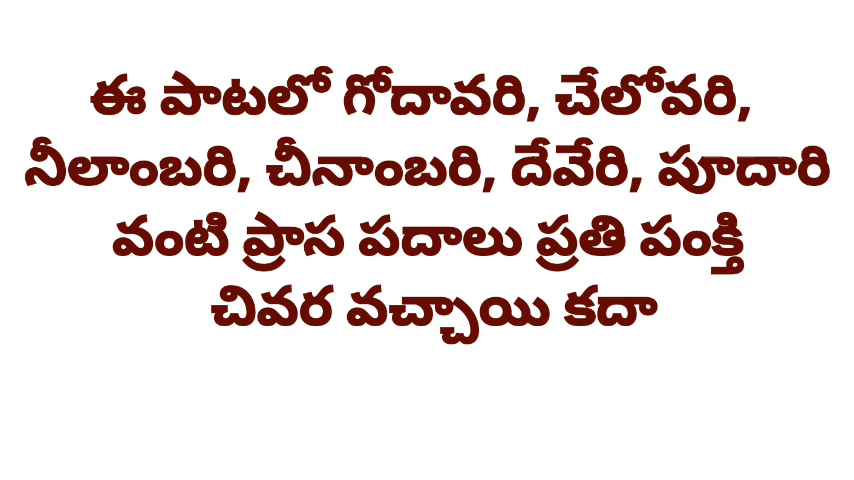 ఈ పాటలో గోదావరి, చేలోవరి,
నీలాంబరి, చీనాంబరి, దేవేరి, పూదారి
వంటి ప్రాస పదాలు ప్రతి పంక్తి
చివర వచ్చాయి కదా